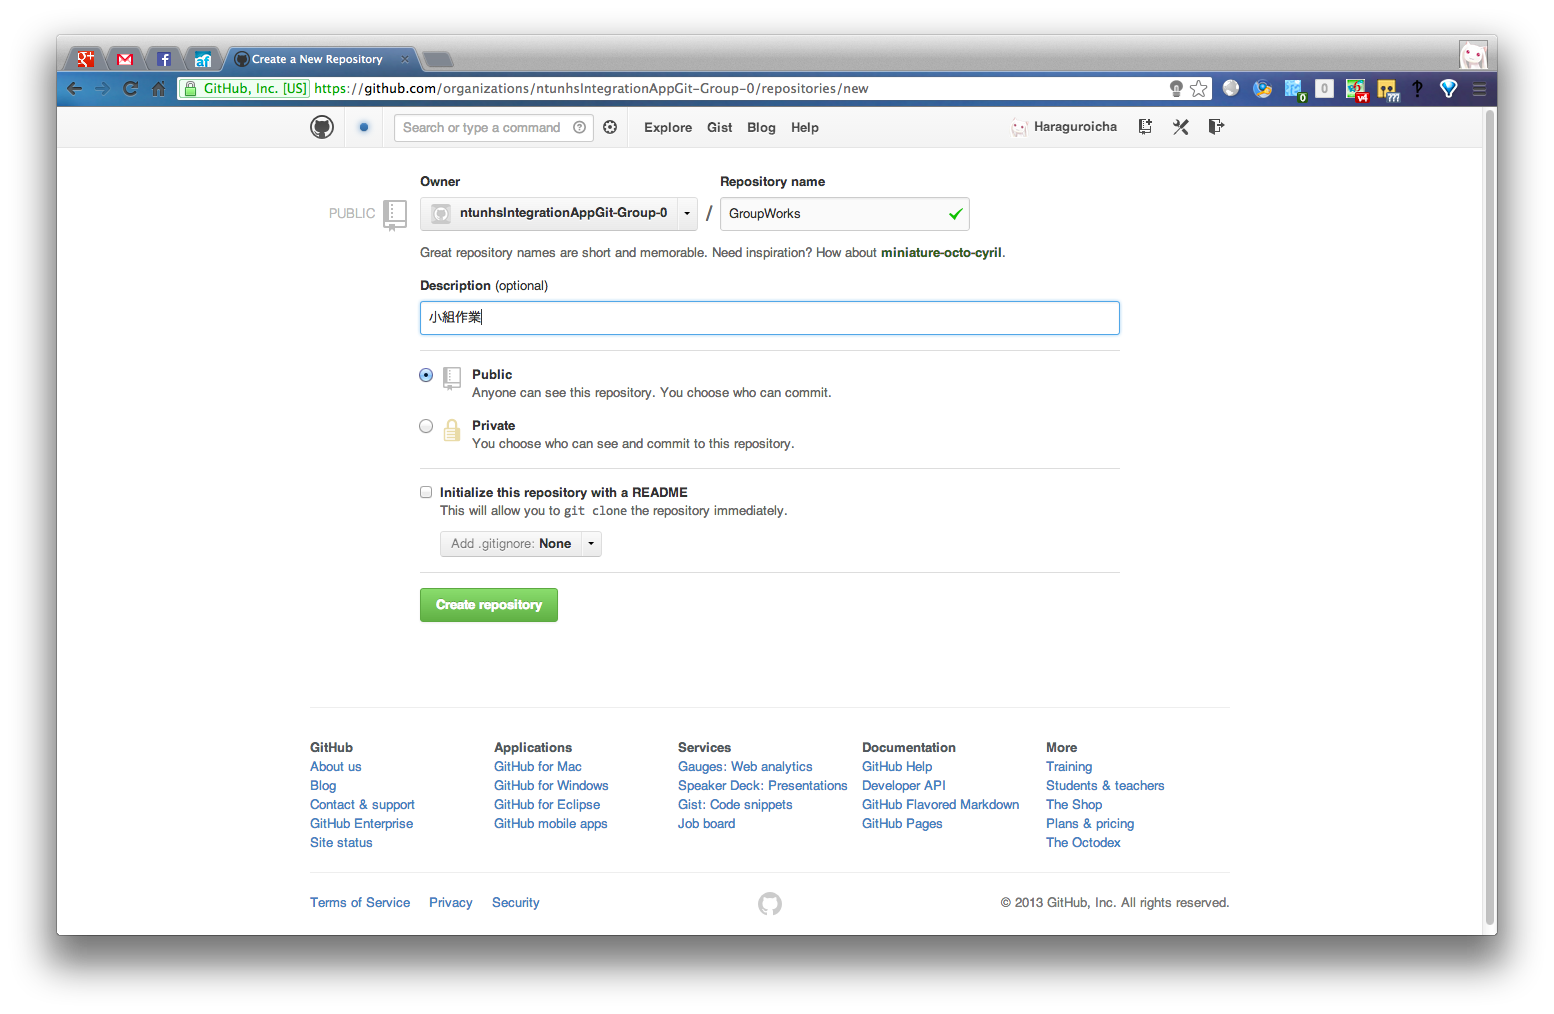 Create a New Repository
GitHub, Inc. [US] https://github.com/organizations/ntunhsIntegrationAppGit-Group-0/repositories/new
Search or type a command
Explore Gist Blog Help
Haraguroicha
Owner Repository name
PUBLIC ntunhsIntegrationAppGit-Group-0 / GroupWorks
Great repository names are short and memorable. Need inspiration? How about miniature-octo-cyril.
Description (optional)
小組作業
Public
Anyone can see this repository. You choose who can commit.
Private
You choose who can see and commit to this repository.
Initialize this repository with a README
This will allow you to git clone the repository immediately.
Add .gitignore: None
Create repository
GitHub
About us
Blog
Contact & support
GitHub Enterprise
Site status
Applications
GitHub for Mac
GitHub for Windows
GitHub for Eclipse
GitHub mobile apps
Services
Gauges: Web analytics
Speaker Deck: Presentations
Gist: Code snippets
Job board
Documentation
GitHub Help
Developer API
GitHub Flavored Markdown
GitHub Pages
More
Training
Students & teachers
The Shop
Plans & pricing
The Octodex
Terms of Service Privacy Security
© 2013 GitHub, Inc. All rights reserved.